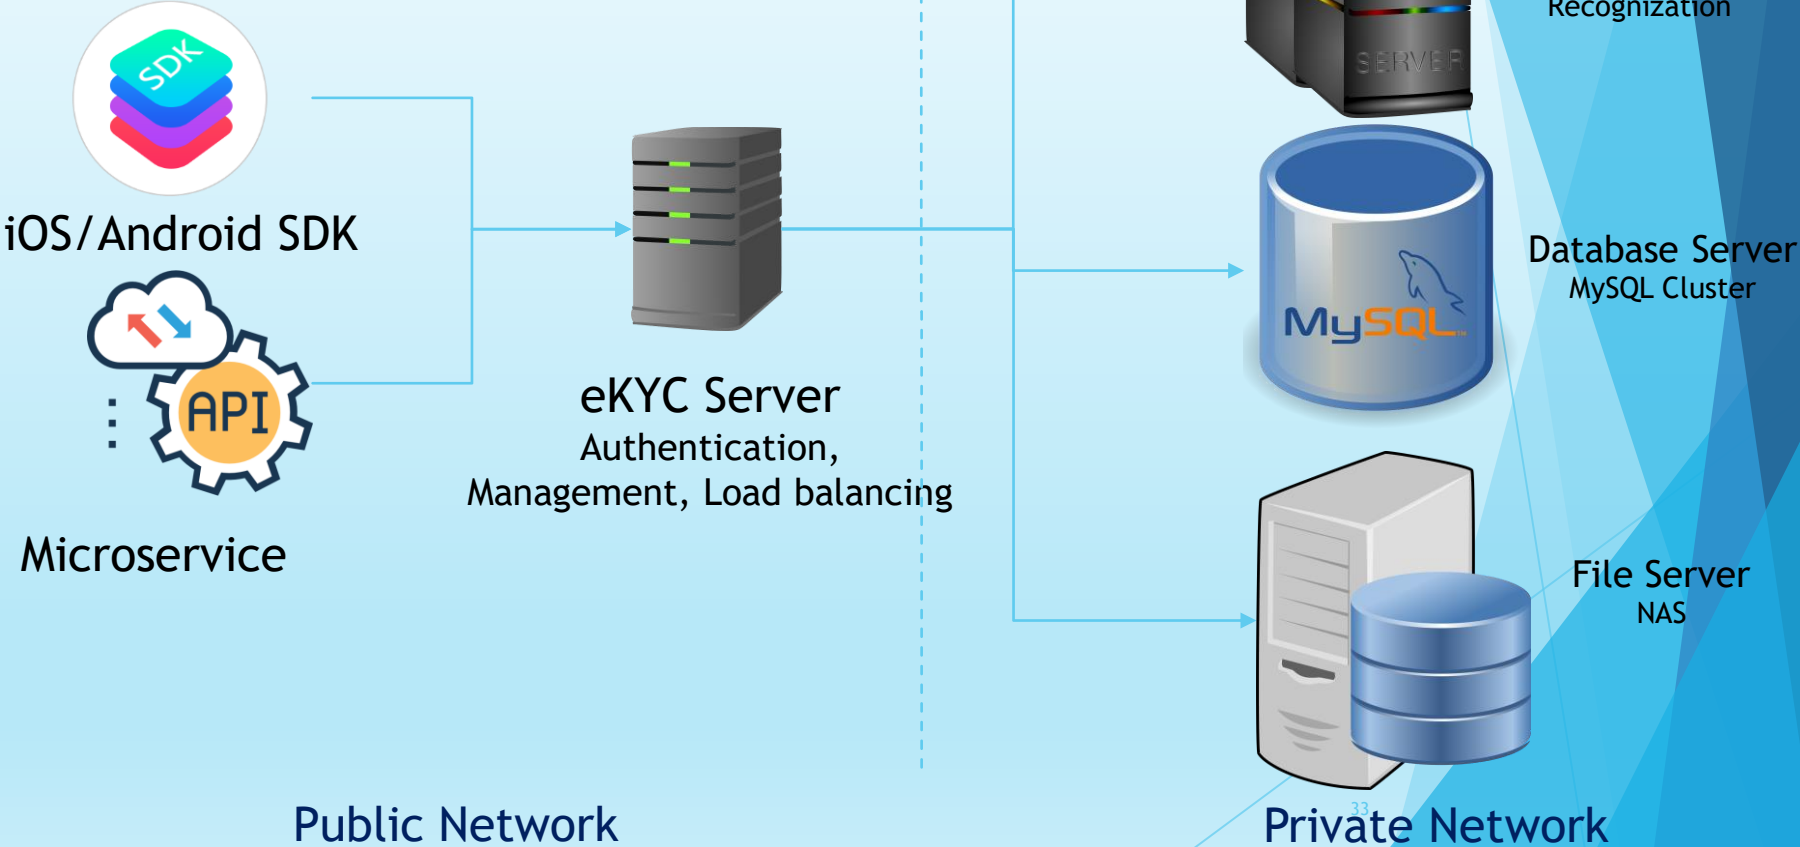 Recognization
SERVER
SDK
iOS/Android SDK
Database Server
MySQL Cluster
MySQL
API
eKYC Server
Authentication,
Management, Load balancing
Microservice
File Server
NAS
Public Network
Private Network
33